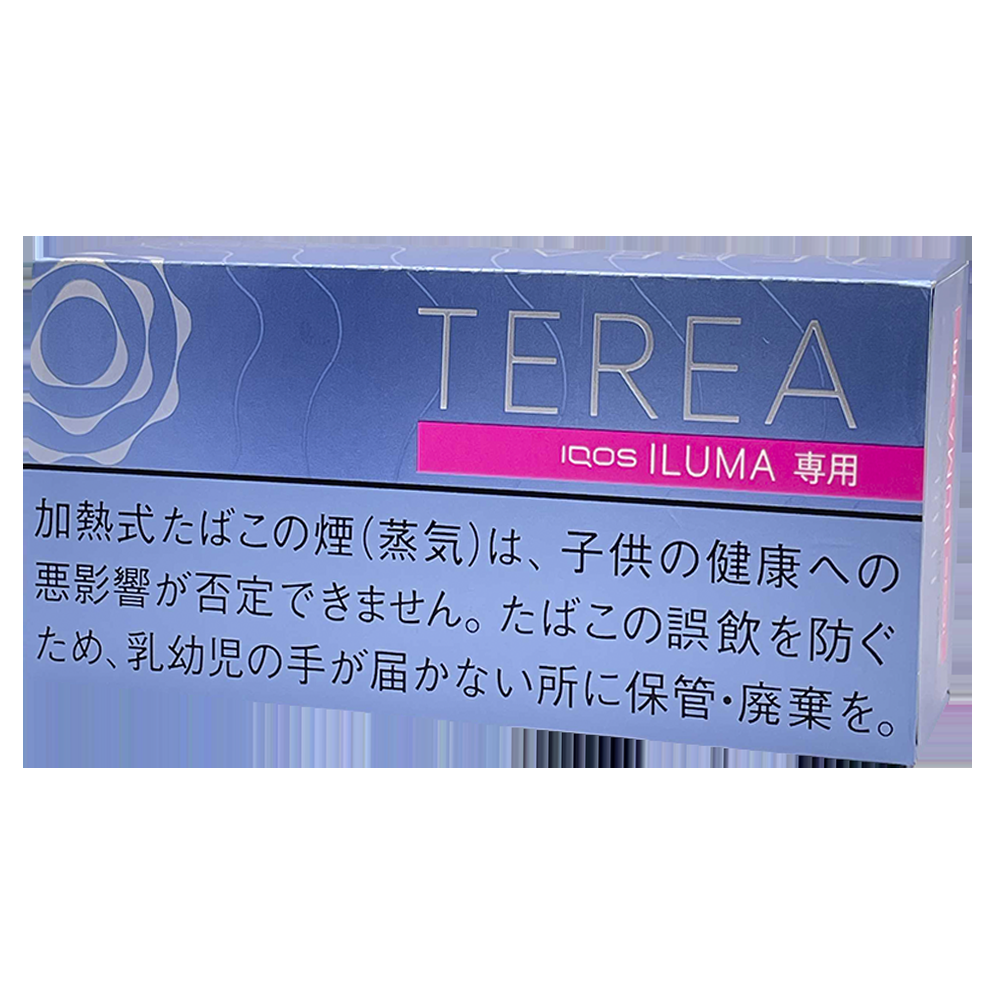 TEREA
IQOS ILUMA 専用
加熱式たばこの煙(蒸気)は、子供の健康への
悪影響が否定できません。たばこの誤飲を防ぐ
ため、乳幼児の手が届かない所に保管・廃棄を。